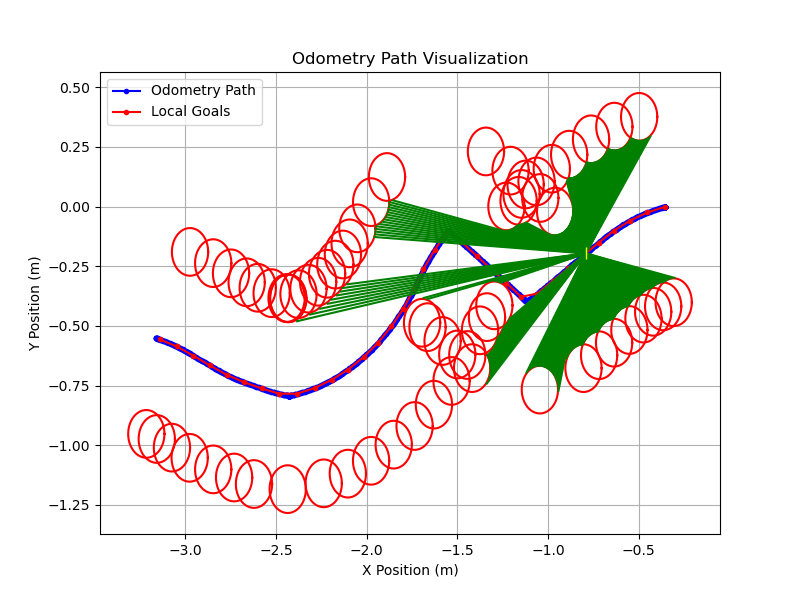 Odometry Path Visualization
Odometry Path
Local Goals
0.50
0.25
0.00
−0.25
−0.50
−0.75
−1.00
−1.25
Y Position (m)
−3.0 −2.5 −2.0 −1.5 −1.0 −0.5
X Position (m)